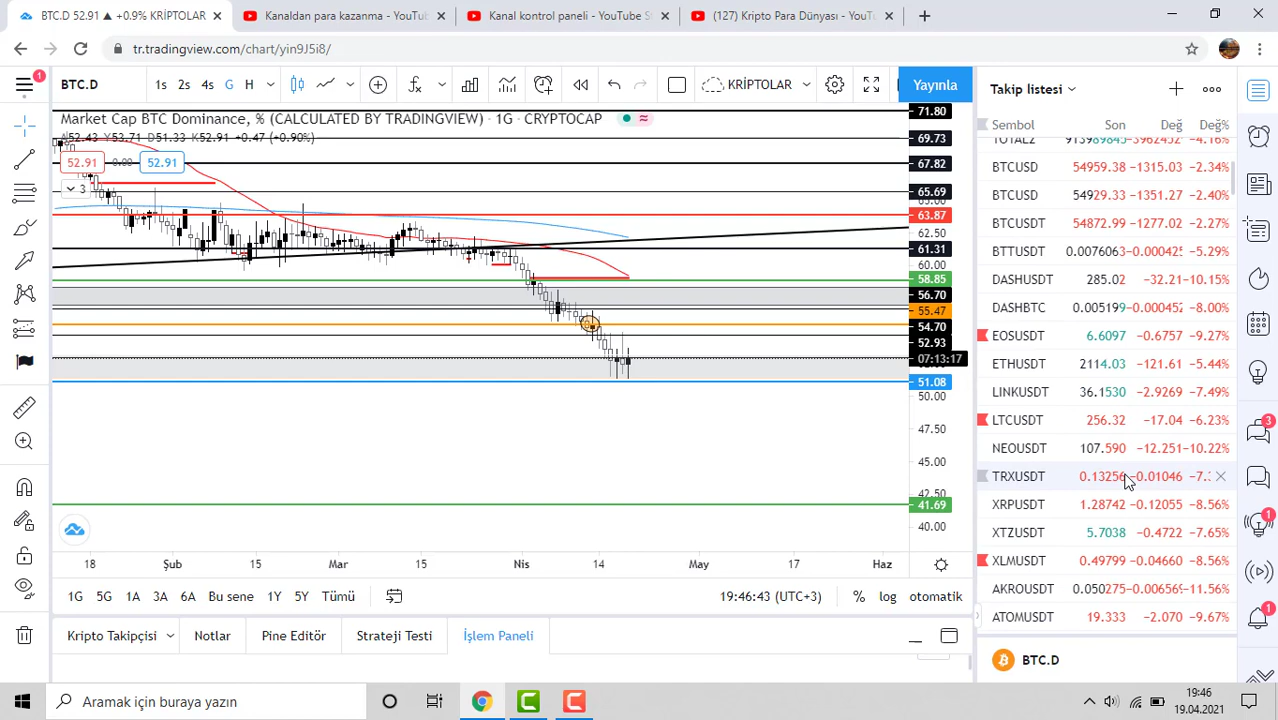 BTC.D 52.91 ▲ +0.9% KRİPTOLAR
Kanaldan para kazanma - YouTu
Kanal kontrol paneli - YouTube S
(127) Kripto Para Dünyası - YouTu
tr.tradingview.com/chart/yin9J5i8/
1
BTC.D
1s 2s 4s G H
KRİPTOLAR
Yayınla
Market Cap BTC Dominance, % (CALCULATED BY TRADINGVIEW) · 1G · CRYPTOCAP
A52.43 Y53.71 D51.33 K52.91 +0.47 (+0.90%)
52.91 0.00 52.91
3
71.80
69.73
67.82
65.69
65.00
63.87
62.50
61.31
60.00
58.85
56.70
55.47
54.70
52.93
07:13:17
51.08
50.00
47.50
45.00
42.50
41.69
40.00
18 Şub 15 Mar 15 Nis 14 May 17 Haz
1G 5G 1A 3A 6A Bu sene 1Y 5Y Tümü
19:46:43 (UTC+3) % log otomatik
Kripto Takipçisi Notlar Pine Editör Strateji Testi İşlem Paneli
Takip listesi
Sembol Son Değ Değ%
TOTAL2 913989845 −3962452 −4.16%
BTCUSD 54959.38 −1315.03 −2.34%
BTCUSD 54929.33 −1351.27 −2.40%
BTCUSDT 54872.99 −1277.02 −2.27%
BTTUSDT 0.0076063 −0.000425 −5.29%
DASHUSDT 285.02 −32.21 −10.15%
DASHBTC 0.005199 −0.000452 −8.00%
EOSUSDT 6.6097 −0.6757 −9.27%
ETHUSDT 2114.03 −121.61 −5.44%
LINKUSDT 36.1530 −2.9269 −7.49%
LTCUSDT 256.32 −17.04 −6.23%
NEOUSDT 107.590 −12.251 −10.22%
TRXUSDT 0.13256 −0.01046 −7.
XRPUSDT 1.28742 −0.12055 −8.56%
XTZUSDT 5.7038 −0.4722 −7.65%
XLMUSDT 0.49799 −0.04660 −8.56%
AKROUSDT 0.050275 −0.006569 −11.56%
ATOMUSDT 19.333 −2.070 −9.67%
BTC.D
3
1
Aramak için buraya yazın
19:46
19.04.2021